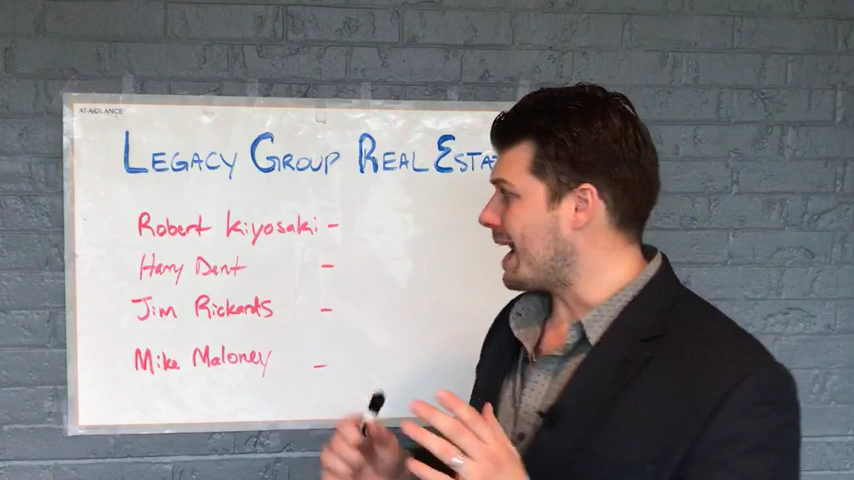 AT-A-GLANCE
LEGACY GROUP REAL ESTA
Robert Kiyosaki -
Harry Dent -
Jim Rickards -
Mike Maloney -